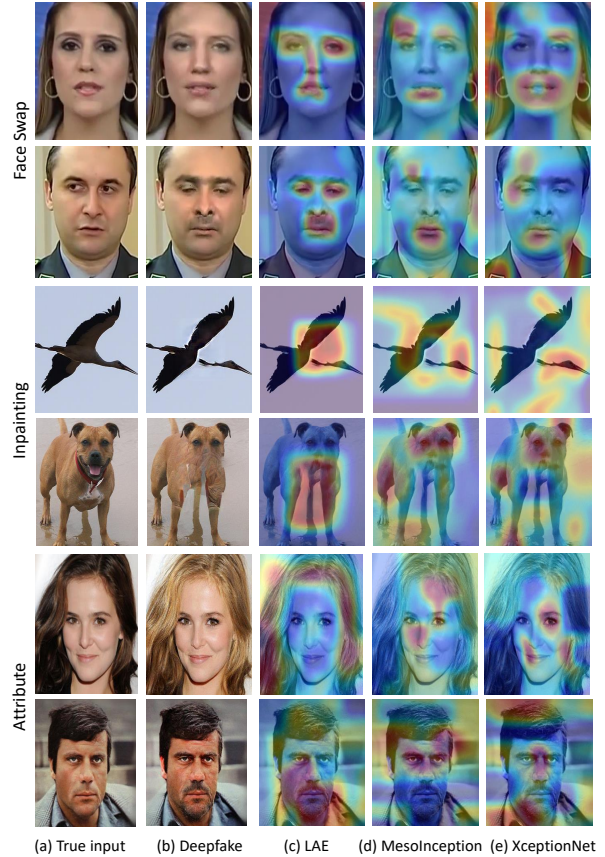 Face Swap
Inpainting
Attribute
(a) True input (b) Deepfake (c) LAE (d) MesoInception (e) XceptionNet